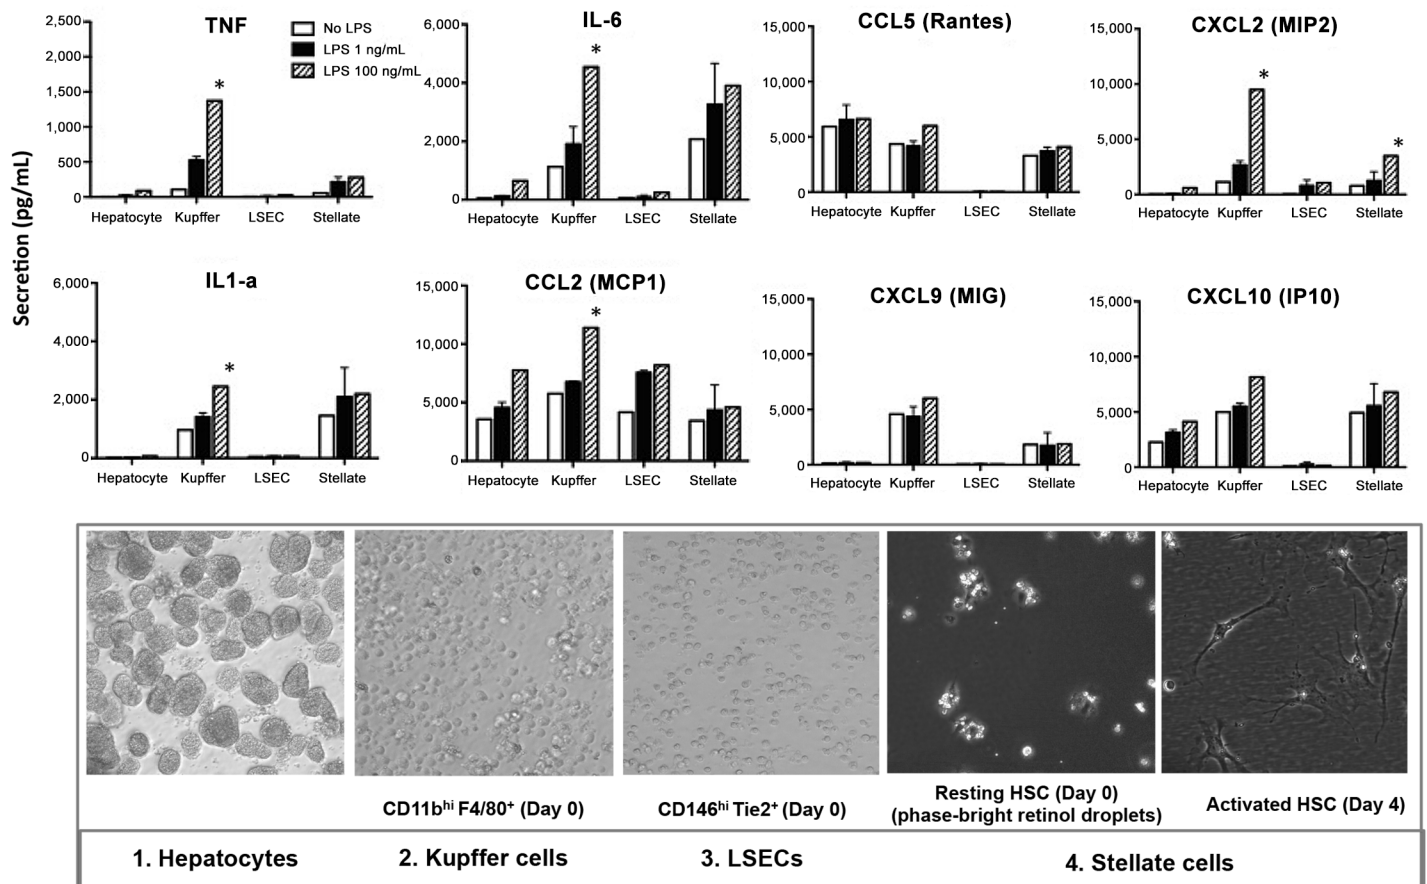 TNF
IL-6
CCL5 (Rantes)
CXCL2 (MIP2)
No LPS
LPS 1 ng/mL
LPS 100 ng/mL
2,500
2,000
1,500
1,000
500
0
*
Hepatocyte Kupffer LSEC Stellate
6,000
4,000
2,000
0
*
Hepatocyte Kupffer LSEC Stellate
15,000
10,000
5,000
0
Hepatocyte Kupffer LSEC Stellate
15,000
10,000
5,000
0
*
*
Hepatocyte Kupffer LSEC Stellate
Secretion (pg/mL)
IL1-a
CCL2 (MCP1)
CXCL9 (MIG)
CXCL10 (IP10)
6,000
4,000
2,000
0
*
Hepatocyte Kupffer LSEC Stellate
15,000
10,000
5,000
0
*
Hepatocyte Kupffer LSEC Stellate
15,000
10,000
5,000
0
Hepatocyte Kupffer LSEC Stellate
15,000
10,000
5,000
0
Hepatocyte Kupffer LSEC Stellate
CD11bhi F4/80+ (Day 0)
CD146hi Tie2+ (Day 0)
Resting HSC (Day 0)
(phase-bright retinol droplets)
Activated HSC (Day 4)
1. Hepatocytes
2. Kupffer cells
3. LSECs
4. Stellate cells